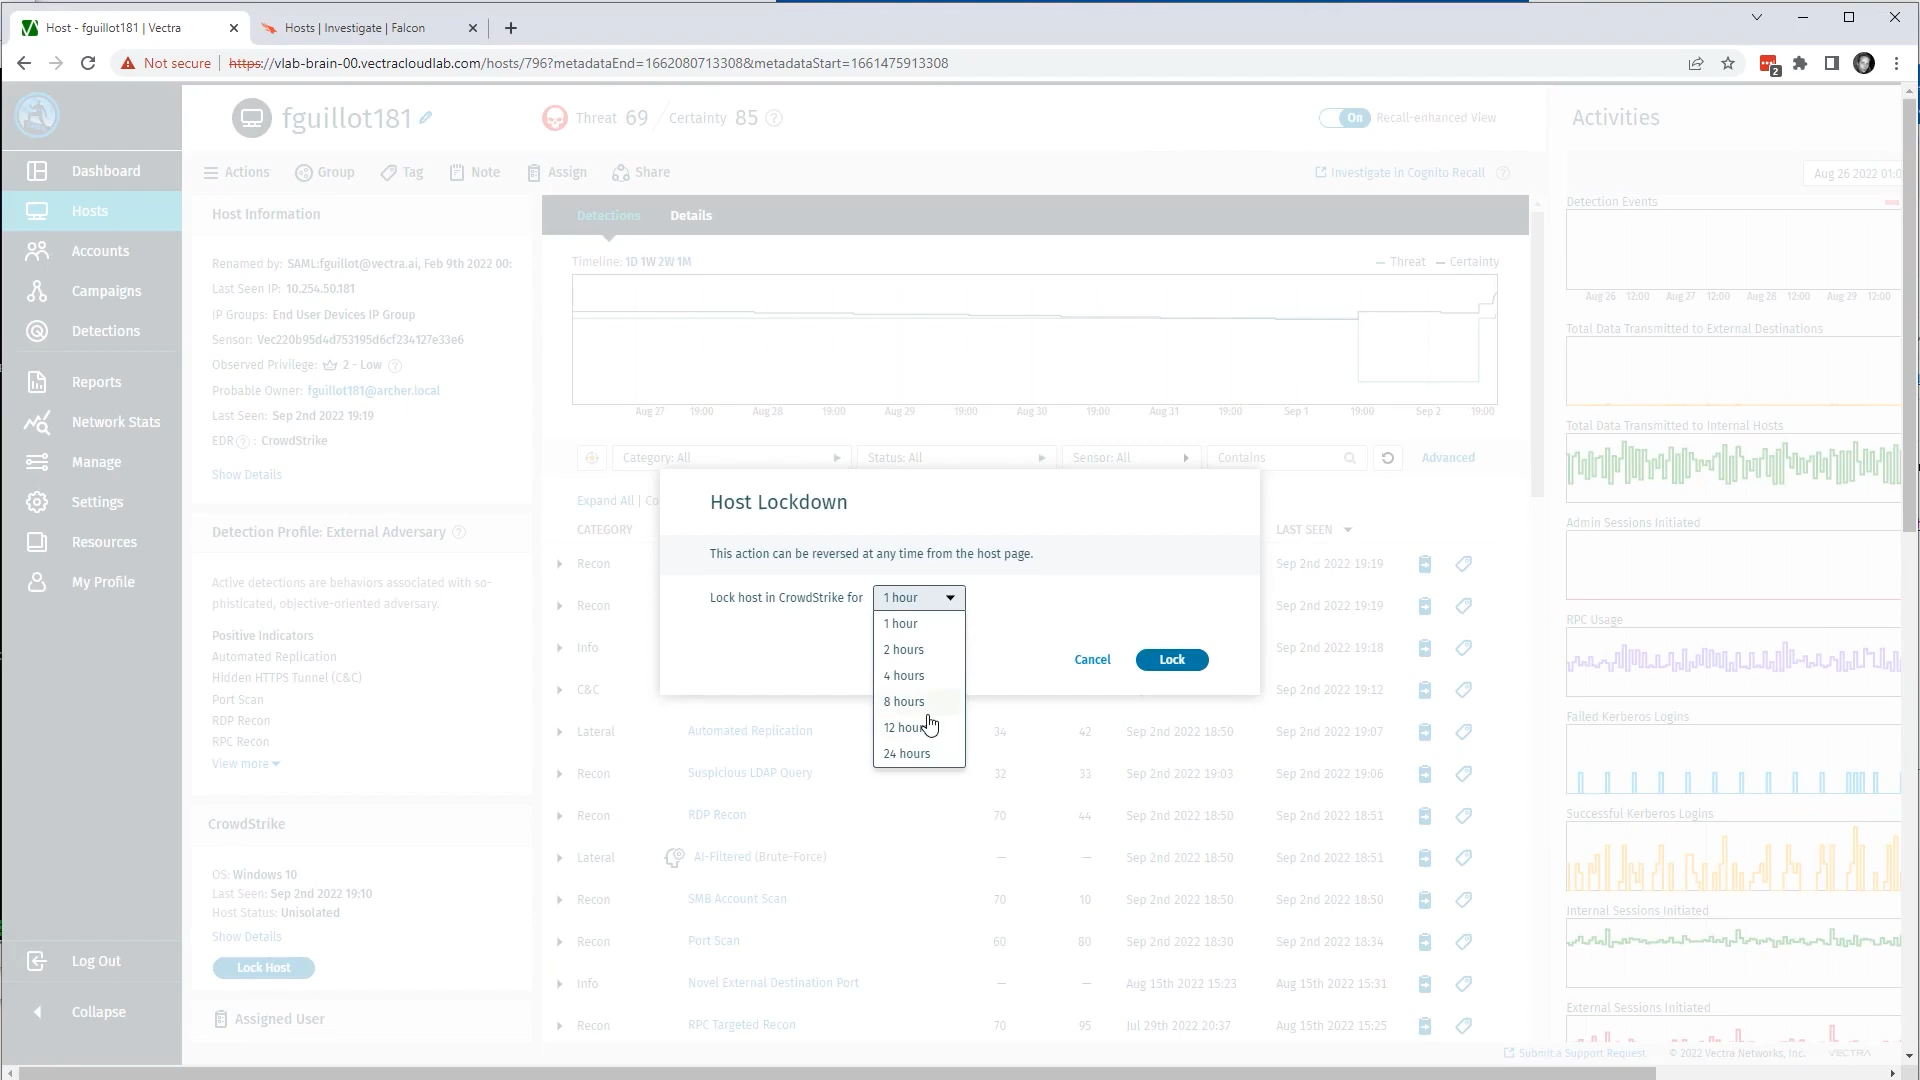 Host - fguillot181 | Vectra
Hosts | Investigate | Falcon
Not secure
https://vlab-brain-00.vectracloudlab.com/hosts/796?metadataEnd=1662080713308&metadataStart=1661475913308
2
fguillot181
Threat 69 / Certainty 85
On Recall-enhanced View
Activities
Dashboard
Hosts
Accounts
Campaigns
Detections
Reports
Network Stats
Manage
Settings
Resources
My Profile
Log Out
Collapse
Actions Group Tag Note Assign Share
Investigate in Cognito Recall
Host Information
Renamed by: SAML:fguillot@vectra.ai, Feb 9th 2022 00:
Last Seen IP: 10.254.50.181
IP Groups: End User Devices IP Group
Sensor: Vec220b95d4d753195d6cf234127e33e6
Observed Privilege: 2 - Low
Probable Owner: fguillot181@archer.local
Last Seen: Sep 2nd 2022 19:19
EDR : CrowdStrike
Show Details
Detection Profile: External Adversary
Active detections are behaviors associated with so-
phisticated, objective-oriented adversary.
Positive Indicators
Automated Replication
Hidden HTTPS Tunnel (C&C)
Port Scan
RDP Recon
RPC Recon
View more
CrowdStrike
OS: Windows 10
Last Seen: Sep 2nd 2022 19:10
Host Status: Unisolated
Show Details
Lock Host
Assigned User
Detections Details
Timeline: 1D 1W 2W 1M
Threat Certainty
Aug 27 19:00 Aug 28 19:00 Aug 29 19:00 Aug 30 19:00 Aug 31 19:00 Sep 1 19:00 Sep 2 19:00
Category: All Status: All Sensor: All Contains Advanced
Expand All | Co
CATEGORY LAST SEEN
Recon Sep 2nd 2022 19:19
Recon Sep 2nd 2022 19:19
Info Sep 2nd 2022 19:18
C&C Sep 2nd 2022 19:12
Host Lockdown
This action can be reversed at any time from the host page.
Lock host in CrowdStrike for 1 hour
1 hour
2 hours
4 hours
8 hours
12 hour
24 hours
Cancel Lock
Lateral Automated Replication 34 42 Sep 2nd 2022 18:50 Sep 2nd 2022 19:07
Recon Suspicious LDAP Query 32 33 Sep 2nd 2022 19:03 Sep 2nd 2022 19:06
Recon RDP Recon 70 44 Sep 2nd 2022 18:50 Sep 2nd 2022 18:51
Lateral AI-Filtered (Brute-Force) — — Sep 2nd 2022 18:50 Sep 2nd 2022 18:51
Recon SMB Account Scan 70 10 Sep 2nd 2022 18:50 Sep 2nd 2022 18:50
Recon Port Scan 60 80 Sep 2nd 2022 18:30 Sep 2nd 2022 18:34
Info Novel External Destination Port — — Aug 15th 2022 15:23 Aug 15th 2022 15:31
Recon RPC Targeted Recon 70 95 Jul 29th 2022 20:37 Aug 15th 2022 15:25
Aug 26 2022 01:0
Detection Events
Aug 26 12:00 Aug 27 12:00 Aug 28 12:00 Aug 29 12:00
Total Data Transmitted to External Destinations
Total Data Transmitted to Internal Hosts
Admin Sessions Initiated
RPC Usage
Failed Kerberos Logins
Successful Kerberos Logins
Internal Sessions Initiated
External Sessions Initiated
Submit a Support Request © 2022 Vectra Networks, Inc. VECTRA